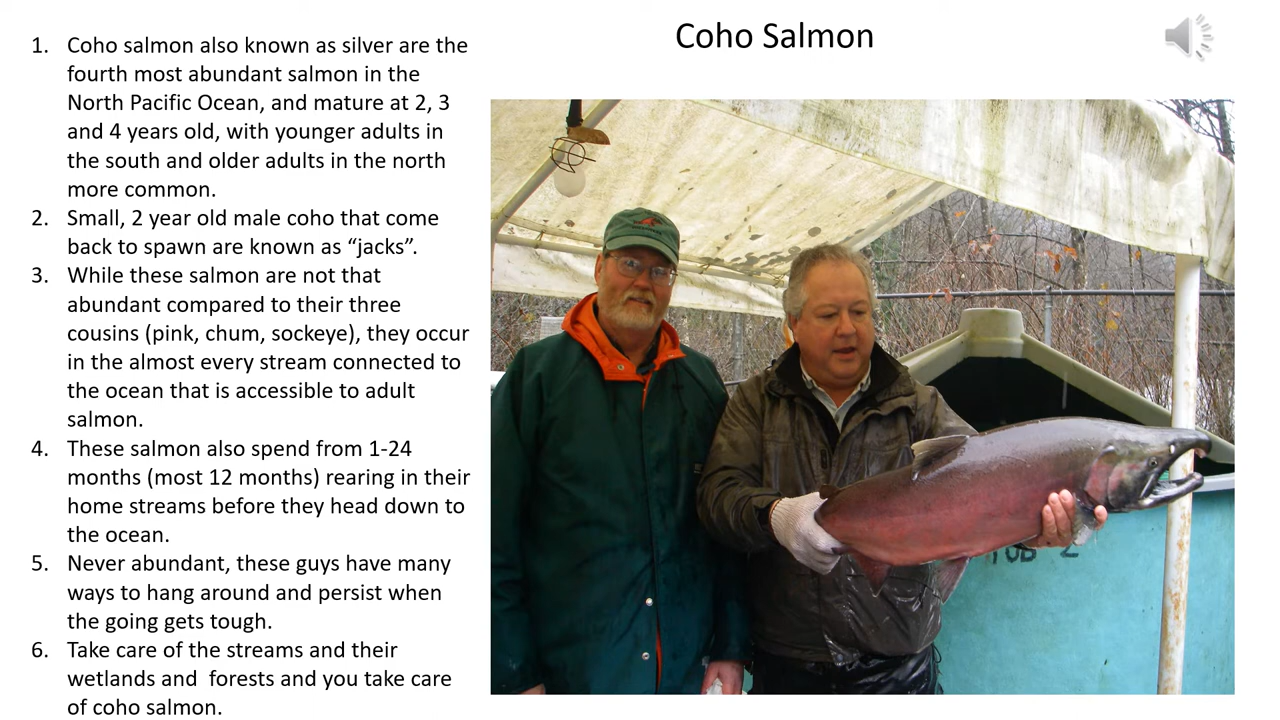 Coho Salmon
1. Coho salmon also known as silver are the
fourth most abundant salmon in the
North Pacific Ocean, and mature at 2, 3
and 4 years old, with younger adults in
the south and older adults in the north
more common.
2. Small, 2 year old male coho that come
back to spawn are known as “jacks”.
3. While these salmon are not that
abundant compared to their three
cousins (pink, chum, sockeye), they occur
in the almost every stream connected to
the ocean that is accessible to adult
salmon.
4. These salmon also spend from 1-24
months (most 12 months) rearing in their
home streams before they head down to
the ocean.
5. Never abundant, these guys have many
ways to hang around and persist when
the going gets tough.
6. Take care of the streams and their
wetlands and  forests and you take care
of coho salmon.
TUB 2